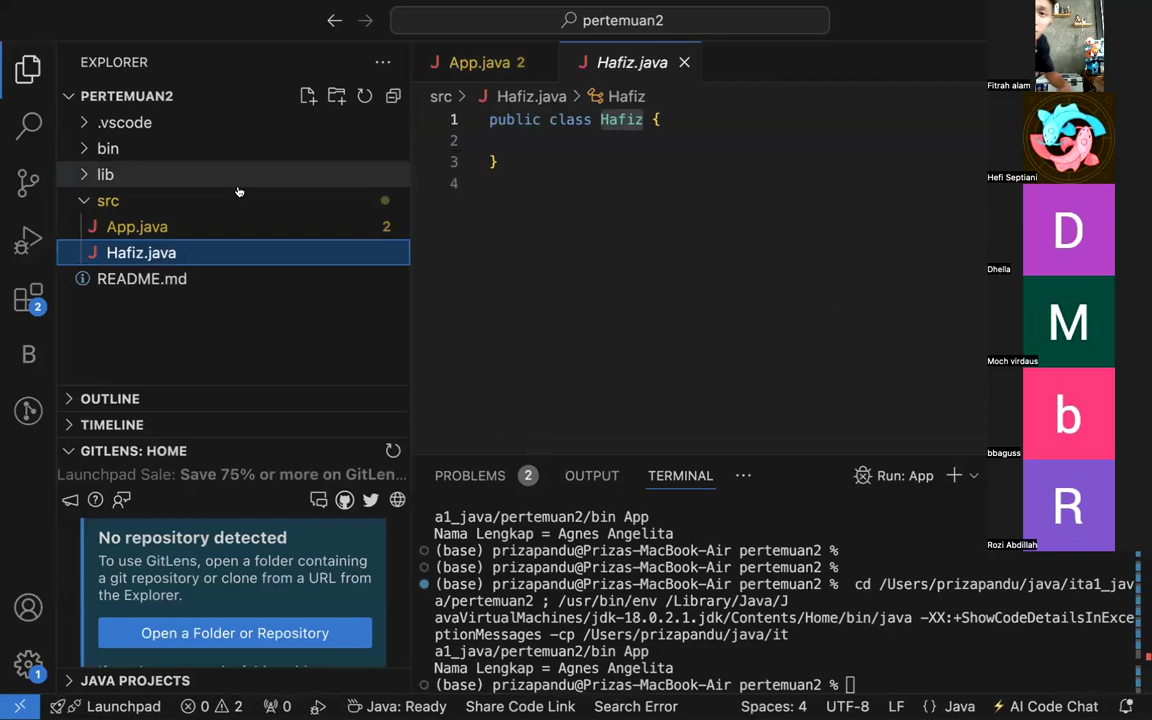 pertemuan2
EXPLORER
PERTEMUAN2
.vscode
bin
lib
src
App.java 2
Hafiz.java
README.md
OUTLINE
TIMELINE
GITLENS: HOME
Launchpad Sale: Save 75% or more on GitLen...
No repository detected
To use GitLens, open a folder containing
a git repository or clone from a URL from
the Explorer.
Open a Folder or Repository
JAVA PROJECTS
2
B
1
App.java 2
Hafiz.java
src > Hafiz.java > Hafiz
1 public class Hafiz {
2
3 }
4
PROBLEMS 2 OUTPUT TERMINAL ... Run: App
a1_java/pertemuan2/bin App
Nama Lengkap = Agnes Angelita
(base) prizapandu@Prizas-MacBook-Air pertemuan2 %
(base) prizapandu@Prizas-MacBook-Air pertemuan2 %
(base) prizapandu@Prizas-MacBook-Air pertemuan2 % cd /Users/prizapandu/java/ita1_jav
a/pertemuan2 ; /usr/bin/env /Library/Java/J
avaVirtualMachines/jdk-18.0.2.1.jdk/Contents/Home/bin/java -XX:+ShowCodeDetailsInExce
ptionMessages -cp /Users/prizapandu/java/it
a1_java/pertemuan2/bin App
Nama Lengkap = Agnes Angelita
(base) prizapandu@Prizas-MacBook-Air pertemuan2 %
Fitrah alam
Hefi Septiani
D
Dhella
M
Moch virdaus
b
bbaguss
R
Rozi Abdillah
Launchpad 0 2 0 Java: Ready Share Code Link Search Error Spaces: 4 UTF-8 LF {} Java AI Code Chat